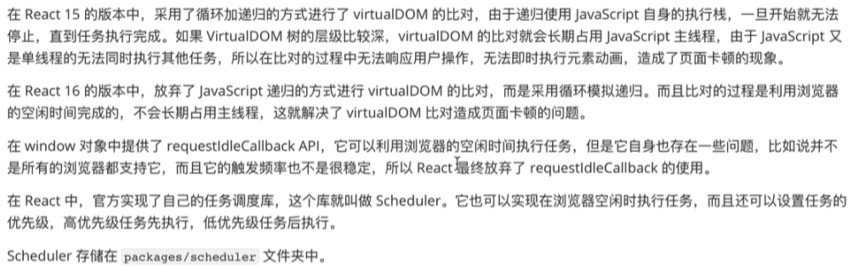 在 React 15 的版本中，采用了循环加递归的方式进行了 virtualDOM 的比对，由于递归使用 JavaScript 自身的执行栈，一旦开始就无法
停止，直到任务执行完成。如果 VirtualDOM 树的层级比较深，virtualDOM 的比对就会长期占用 JavaScript 主线程，由于 JavaScript 又
是单线程的无法同时执行其他任务，所以在比对的过程中无法响应用户操作，无法即时执行元素动画，造成了页面卡顿的现象。
在 React 16 的版本中，放弃了 JavaScript 递归的方式进行 virtualDOM 的比对，而是采用循环模拟递归。而且比对的过程是利用浏览器
的空闲时间完成的，不会长期占用主线程，这就解决了 virtualDOM 比对造成页面卡顿的问题。
在 window 对象中提供了 requestIdleCallback API，它可以利用浏览器的空闲时间执行任务，但是它自身也存在一些问题，比如说并不
是所有的浏览器都支持它，而且它的触发频率也不是很稳定，所以 React 最终放弃了 requestIdleCallback 的使用。
在 React 中，官方实现了自己的任务调度库，这个库就叫做 Scheduler。它也可以实现在浏览器空闲时执行任务，而且还可以设置任务的
优先级，高优先级任务先执行，低优先级任务后执行。
Scheduler 存储在 packages/scheduler 文件夹中。